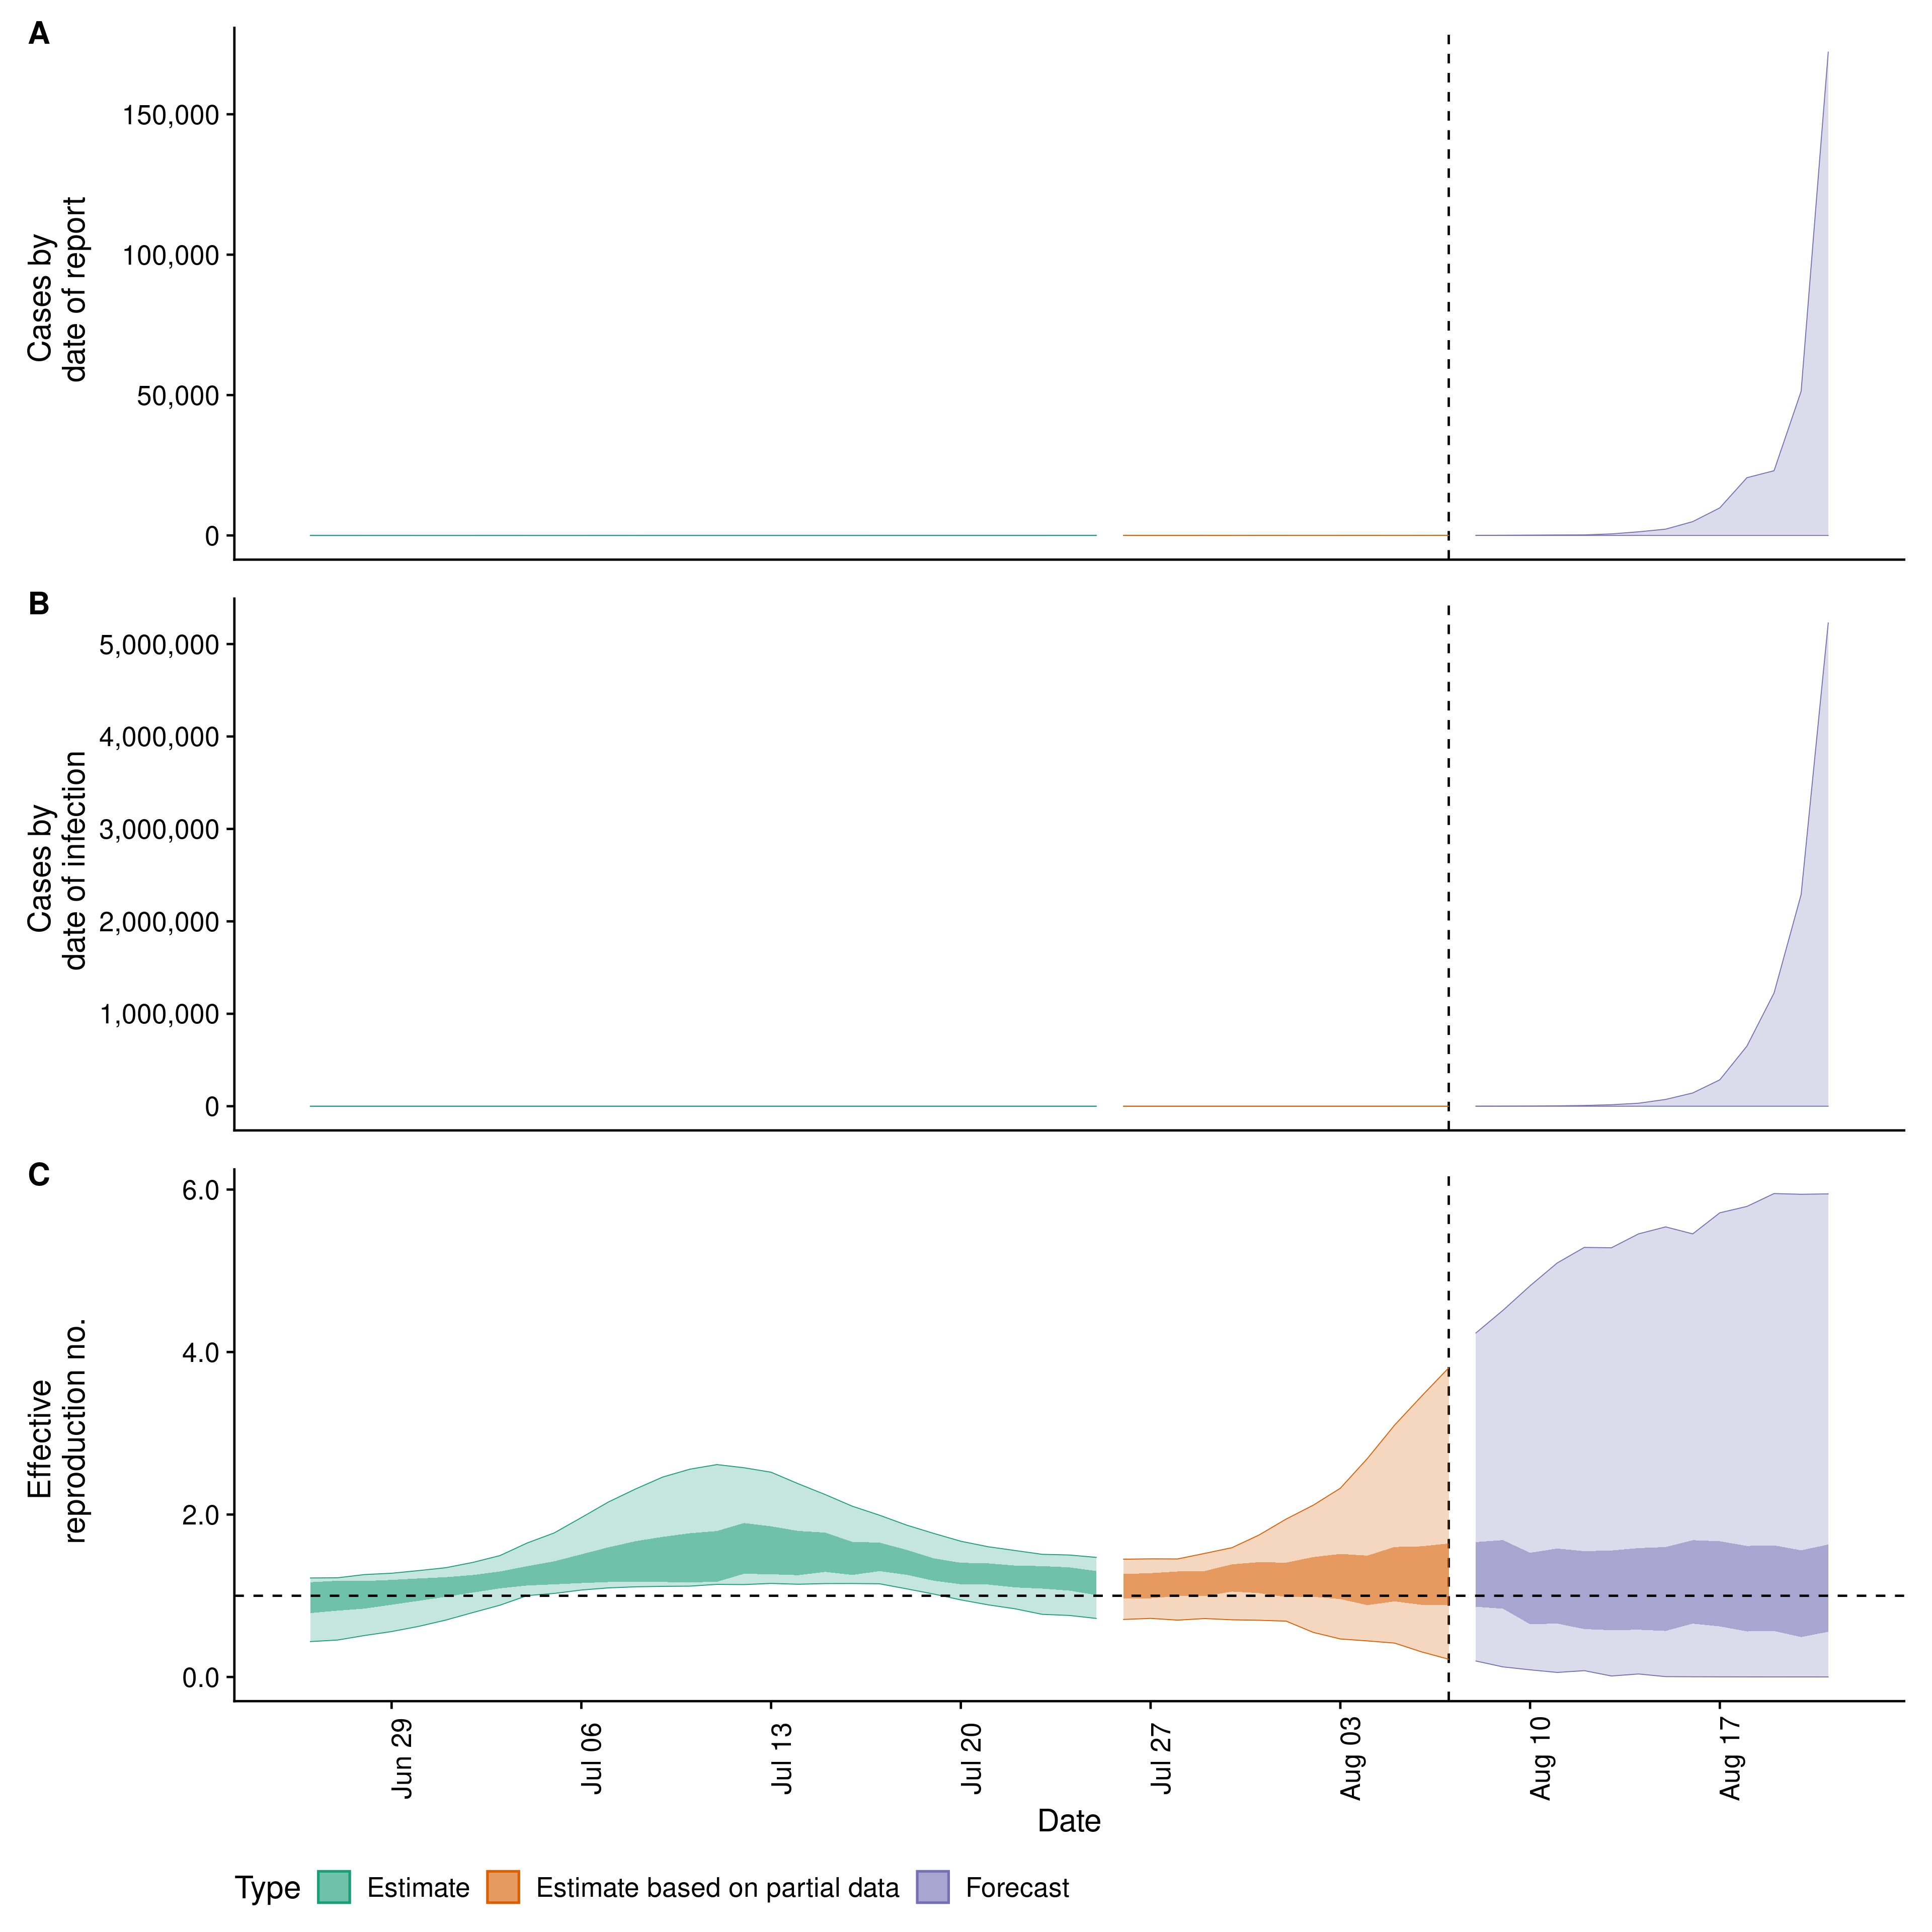 A
Cases by
date of report
150,000
100,000
50,000
0
B
Cases by
date of infection
5,000,000
4,000,000
3,000,000
2,000,000
1,000,000
0
C
Effective
reproduction no.
6.0
4.0
2.0
0.0
Jun 29
Jul 06
Jul 13
Jul 20
Jul 27
Aug 03
Aug 10
Aug 17
Date
Type Estimate Estimate based on partial data Forecast